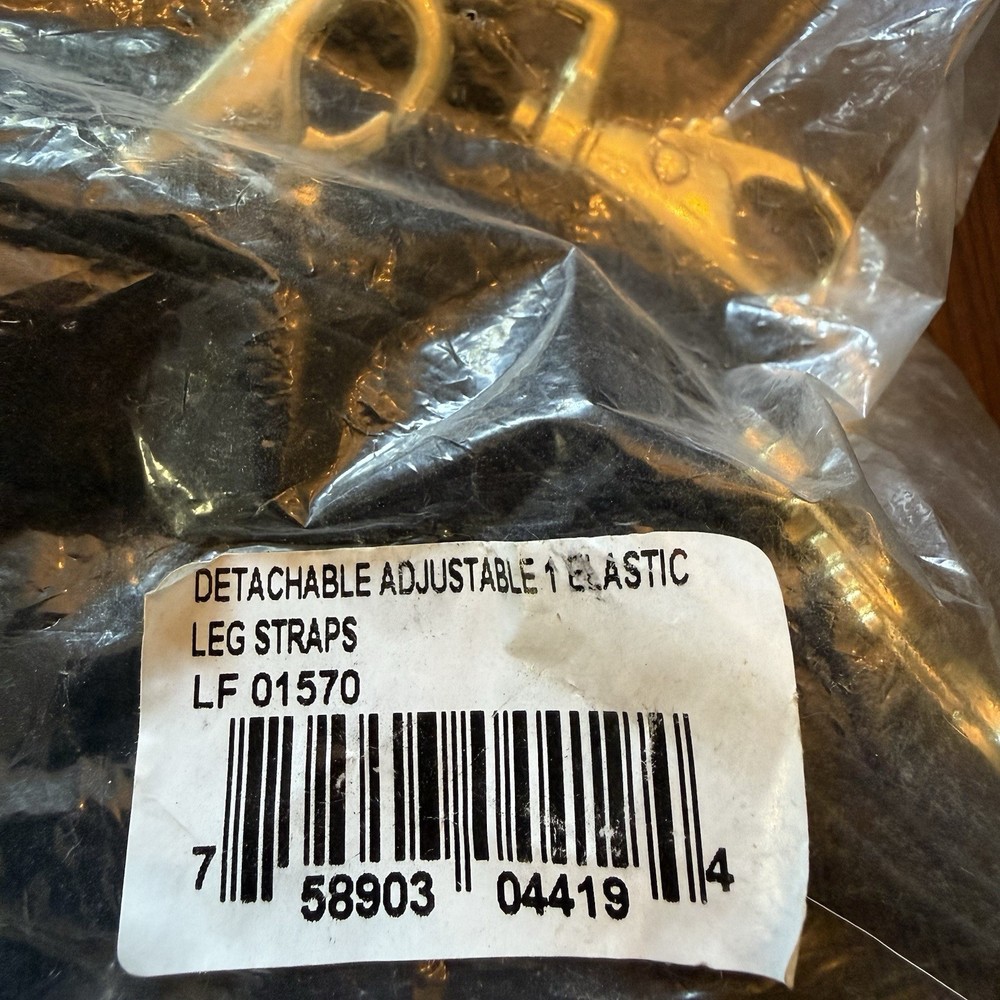 DETACHABLE ADJUSTABLE 1 ELASTIC
LEG STRAPS
LF 01570
7 58903 04419 4